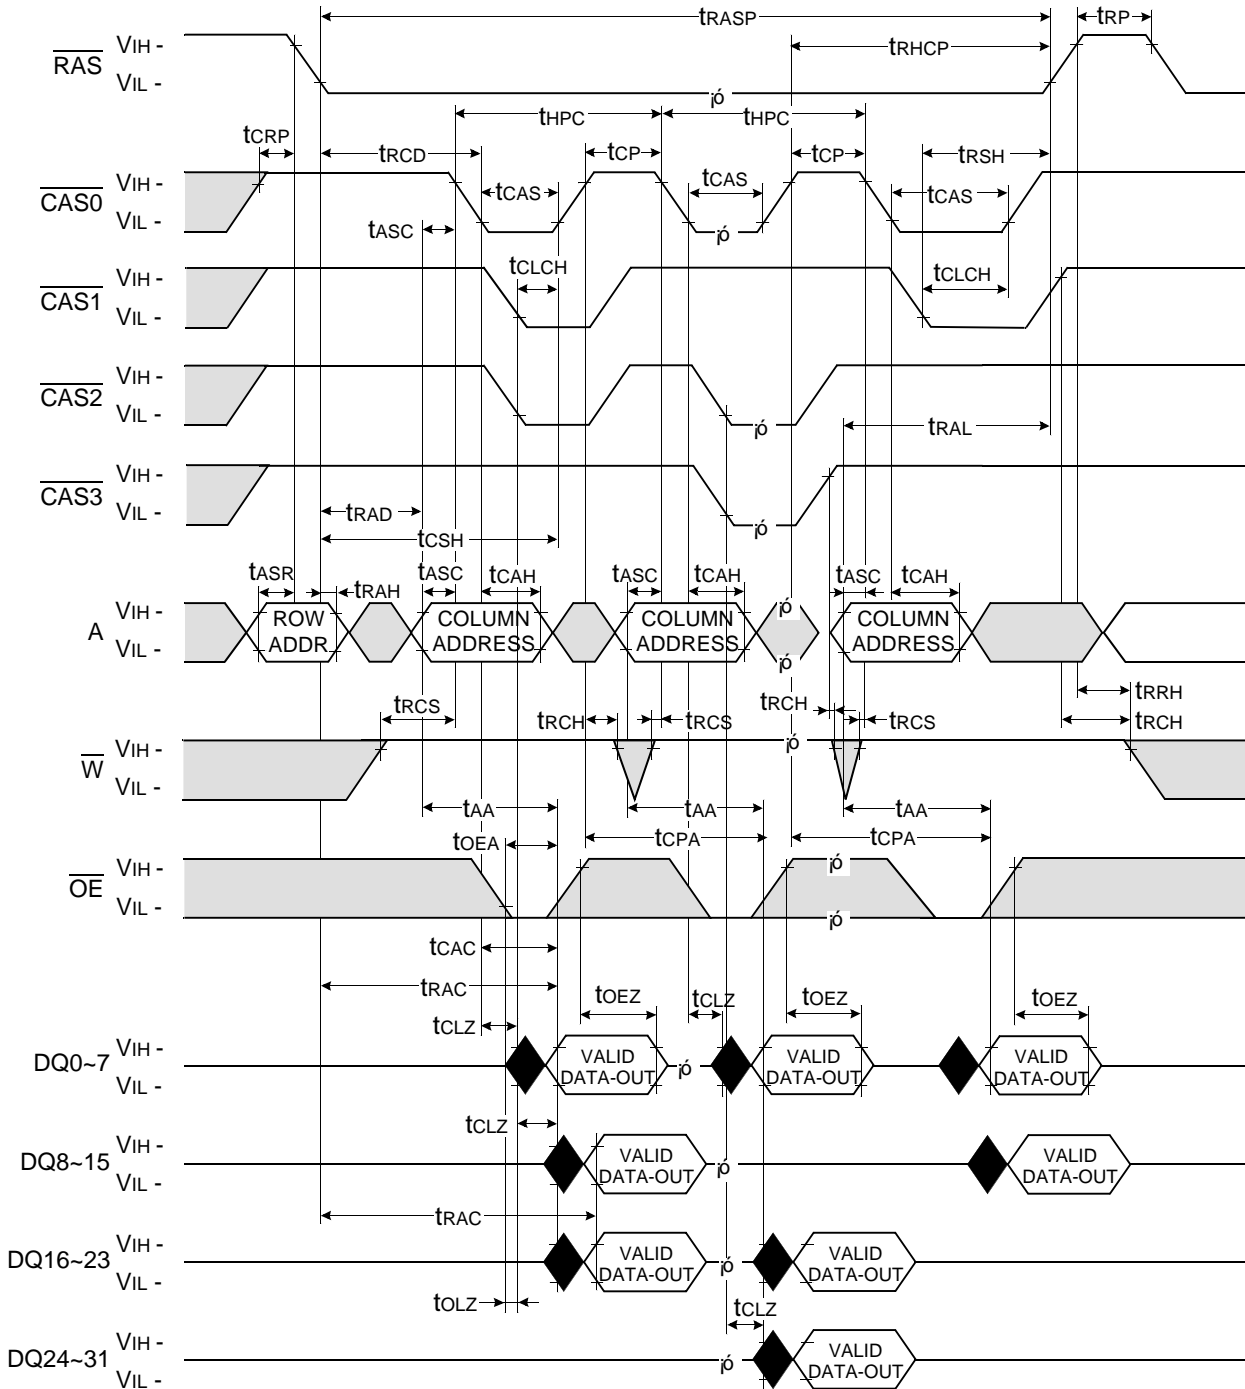 tRASP
tRP
RAS
VIH -
tRHCP
VIL -
¡ó
tHPC
tHPC
tCRP
tRCD
tCP
tCP
tRSH
CAS0
VIH -
tCAS
tCAS
tCAS
VIL -
tASC
¡ó
tCLCH
tCLCH
CAS1
VIH -
VIL -
CAS2
VIH -
VIL -
¡ó
tRAL
CAS3
VIH -
VIL -
¡ó
tRAD
tCSH
tASR
tRAH
tASC
tCAH
tASC
tCAH
tASC
tCAH
A
VIH -
ROW
COLUMN
COLUMN
¡ó
COLUMN
VIL -
ADDR
ADDRESS
ADDRESS
¡ó
ADDRESS
tRCS
tRCH
tRCS
tRCH
tRCS
tRRH
tRCH
W
VIH -
¡ó
VIL -
tAA
tAA
tAA
tOEA
tCPA
tCPA
OE
VIH -
¡ó
VIL -
¡ó
tCAC
tRAC
tOEZ
tCLZ
tOEZ
tOEZ
tCLZ
DQ0~7
VIH -
VALID
VALID
VALID
VIL -
DATA-OUT
¡ó
DATA-OUT
DATA-OUT
tCLZ
DQ8~15
VIH -
VALID
VALID
VIL -
DATA-OUT
¡ó
DATA-OUT
tRAC
DQ16~23
VIH -
VALID
VALID
VIL -
DATA-OUT
¡ó
DATA-OUT
tOLZ
tCLZ
DQ24~31
VIH -
VALID
VIL -
¡ó
DATA-OUT